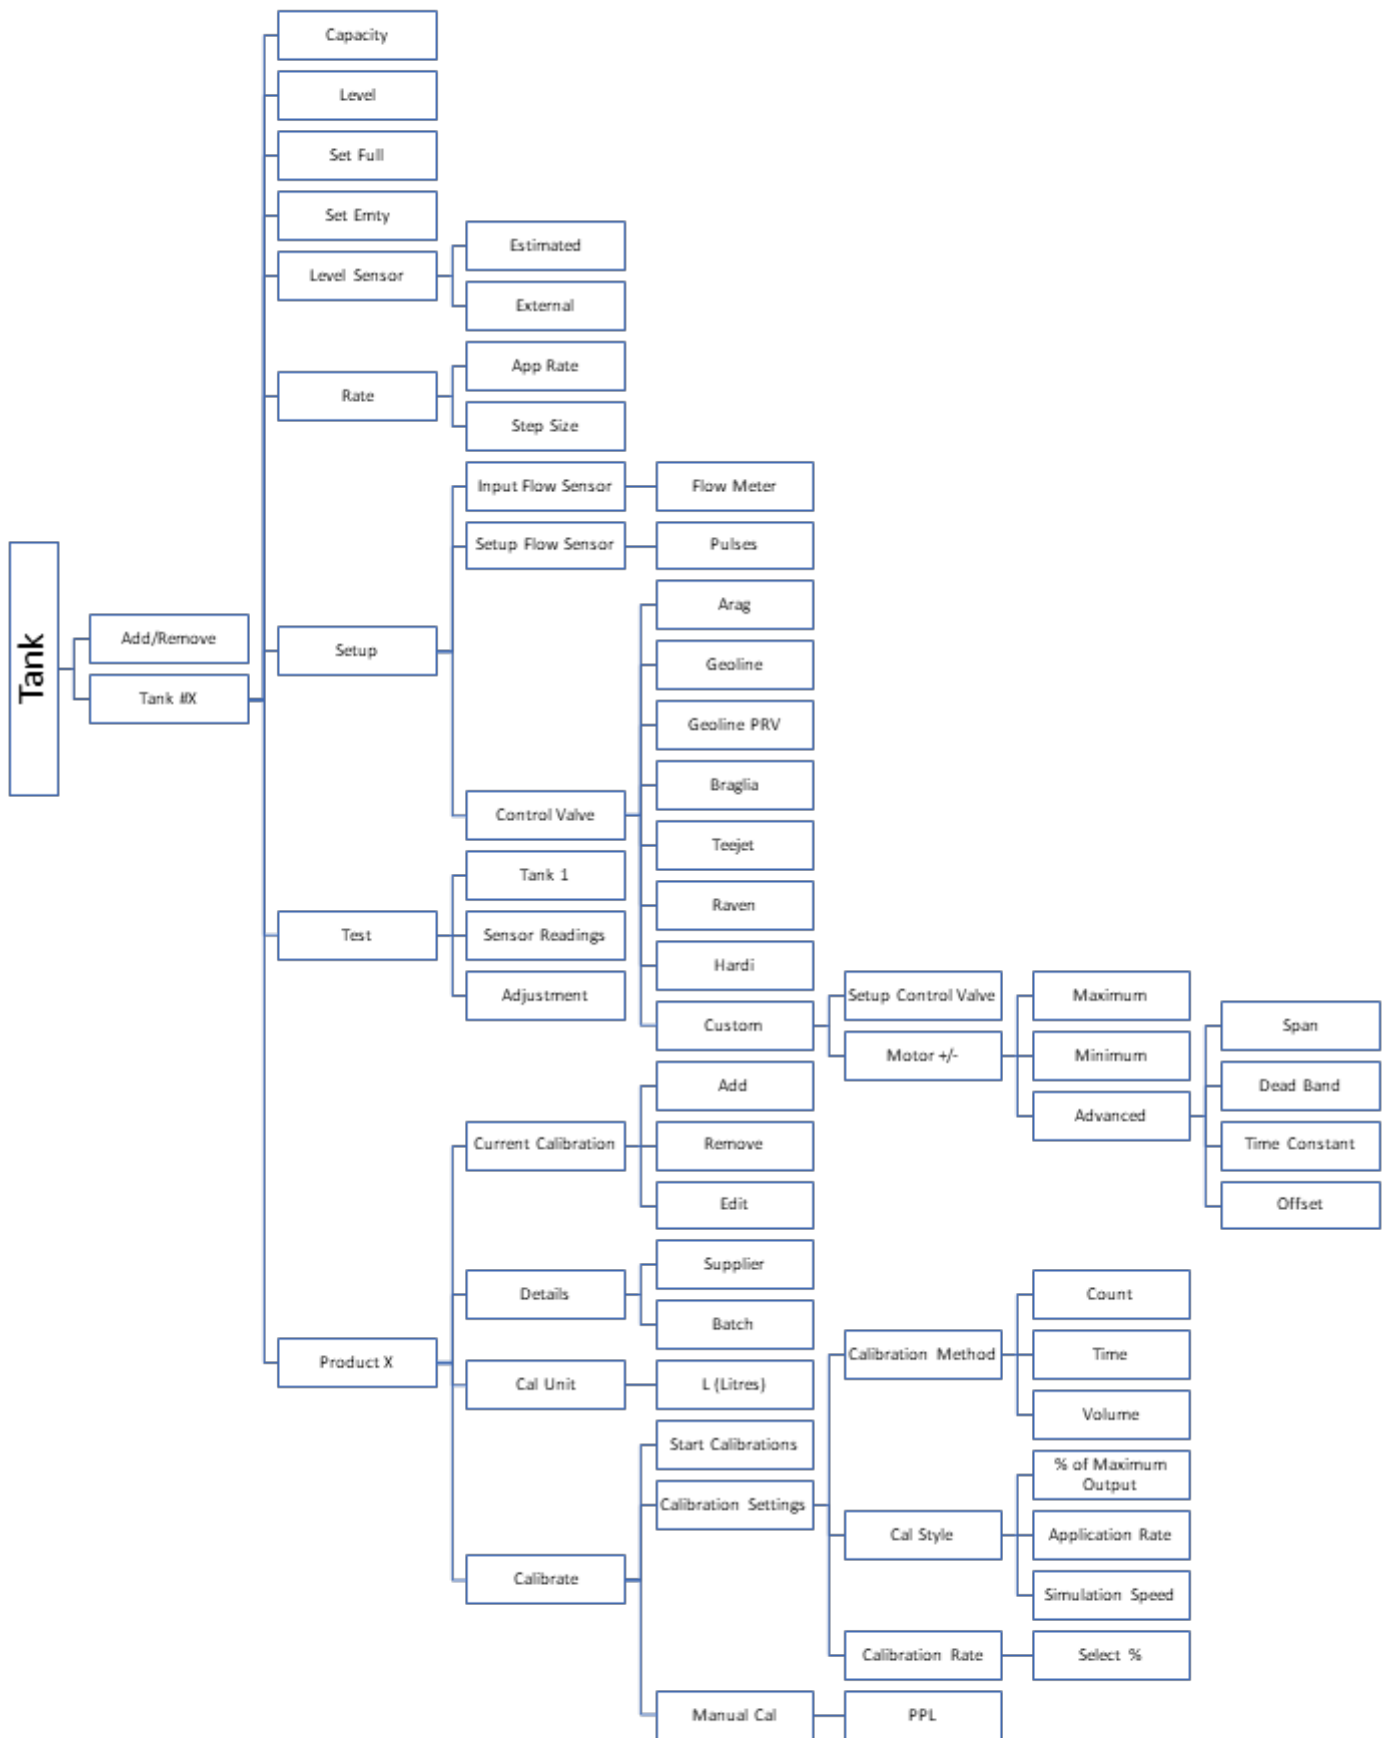 Capacity
Level
Set Full
Set Emty
Estimated
Level Sensor
External
App Rate
Rate
Step Size
Input Flow Sensor
Flow Meter
Setup Flow Sensor
Pulses
Arag
Tank
Add/Remove
Setup
Geoline
Tank #X
Geoline PRV
Braglia
Control Valve
Teejet
Tank 1
Raven
Test
Sensor Readings
Hardi
Adjustment
Setup Control Valve
Maximum
Custom
Span
Motor +/-
Minimum
Add
Dead Band
Advanced
Current Calibration
Remove
Time Constant
Edit
Offset
Supplier
Details
Count
Batch
Product X
Calibration Method
Time
Cal Unit
L (Litres)
Volume
Start Calibrations
% of Maximum
Output
Calibration Settings
Cal Style
Application Rate
Calibrate
Simulation Speed
Calibration Rate
Select %
Manual Cal
PPL